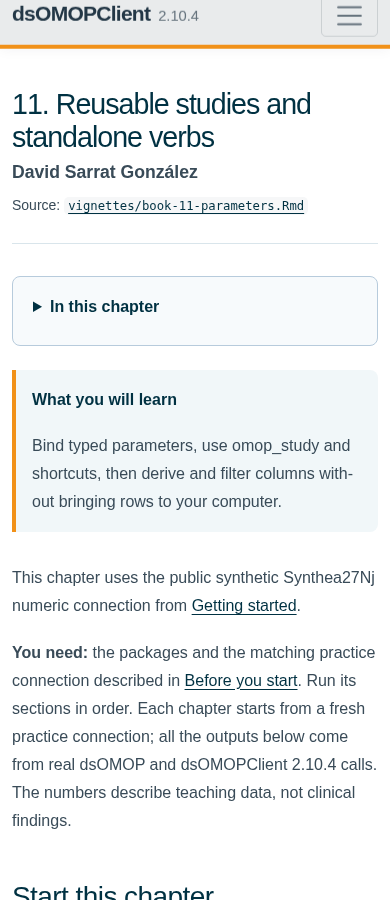 dsOMOPClient 2.10.4
11. Reusable studies and
standalone verbs
David Sarrat González
Source: vignettes/book-11-parameters.Rmd
In this chapter
What you will learn
Bind typed parameters, use omop_study and
shortcuts, then derive and filter columns with-
out bringing rows to your computer.
This chapter uses the public synthetic Synthea27Nj
numeric connection from Getting started.
You need: the packages and the matching practice
connection described in Before you start. Run its
sections in order. Each chapter starts from a fresh
practice connection; all the outputs below come
from real dsOMOP and dsOMOPClient 2.10.4 calls.
The numbers describe teaching data, not clinical
findings.
Start this chapter